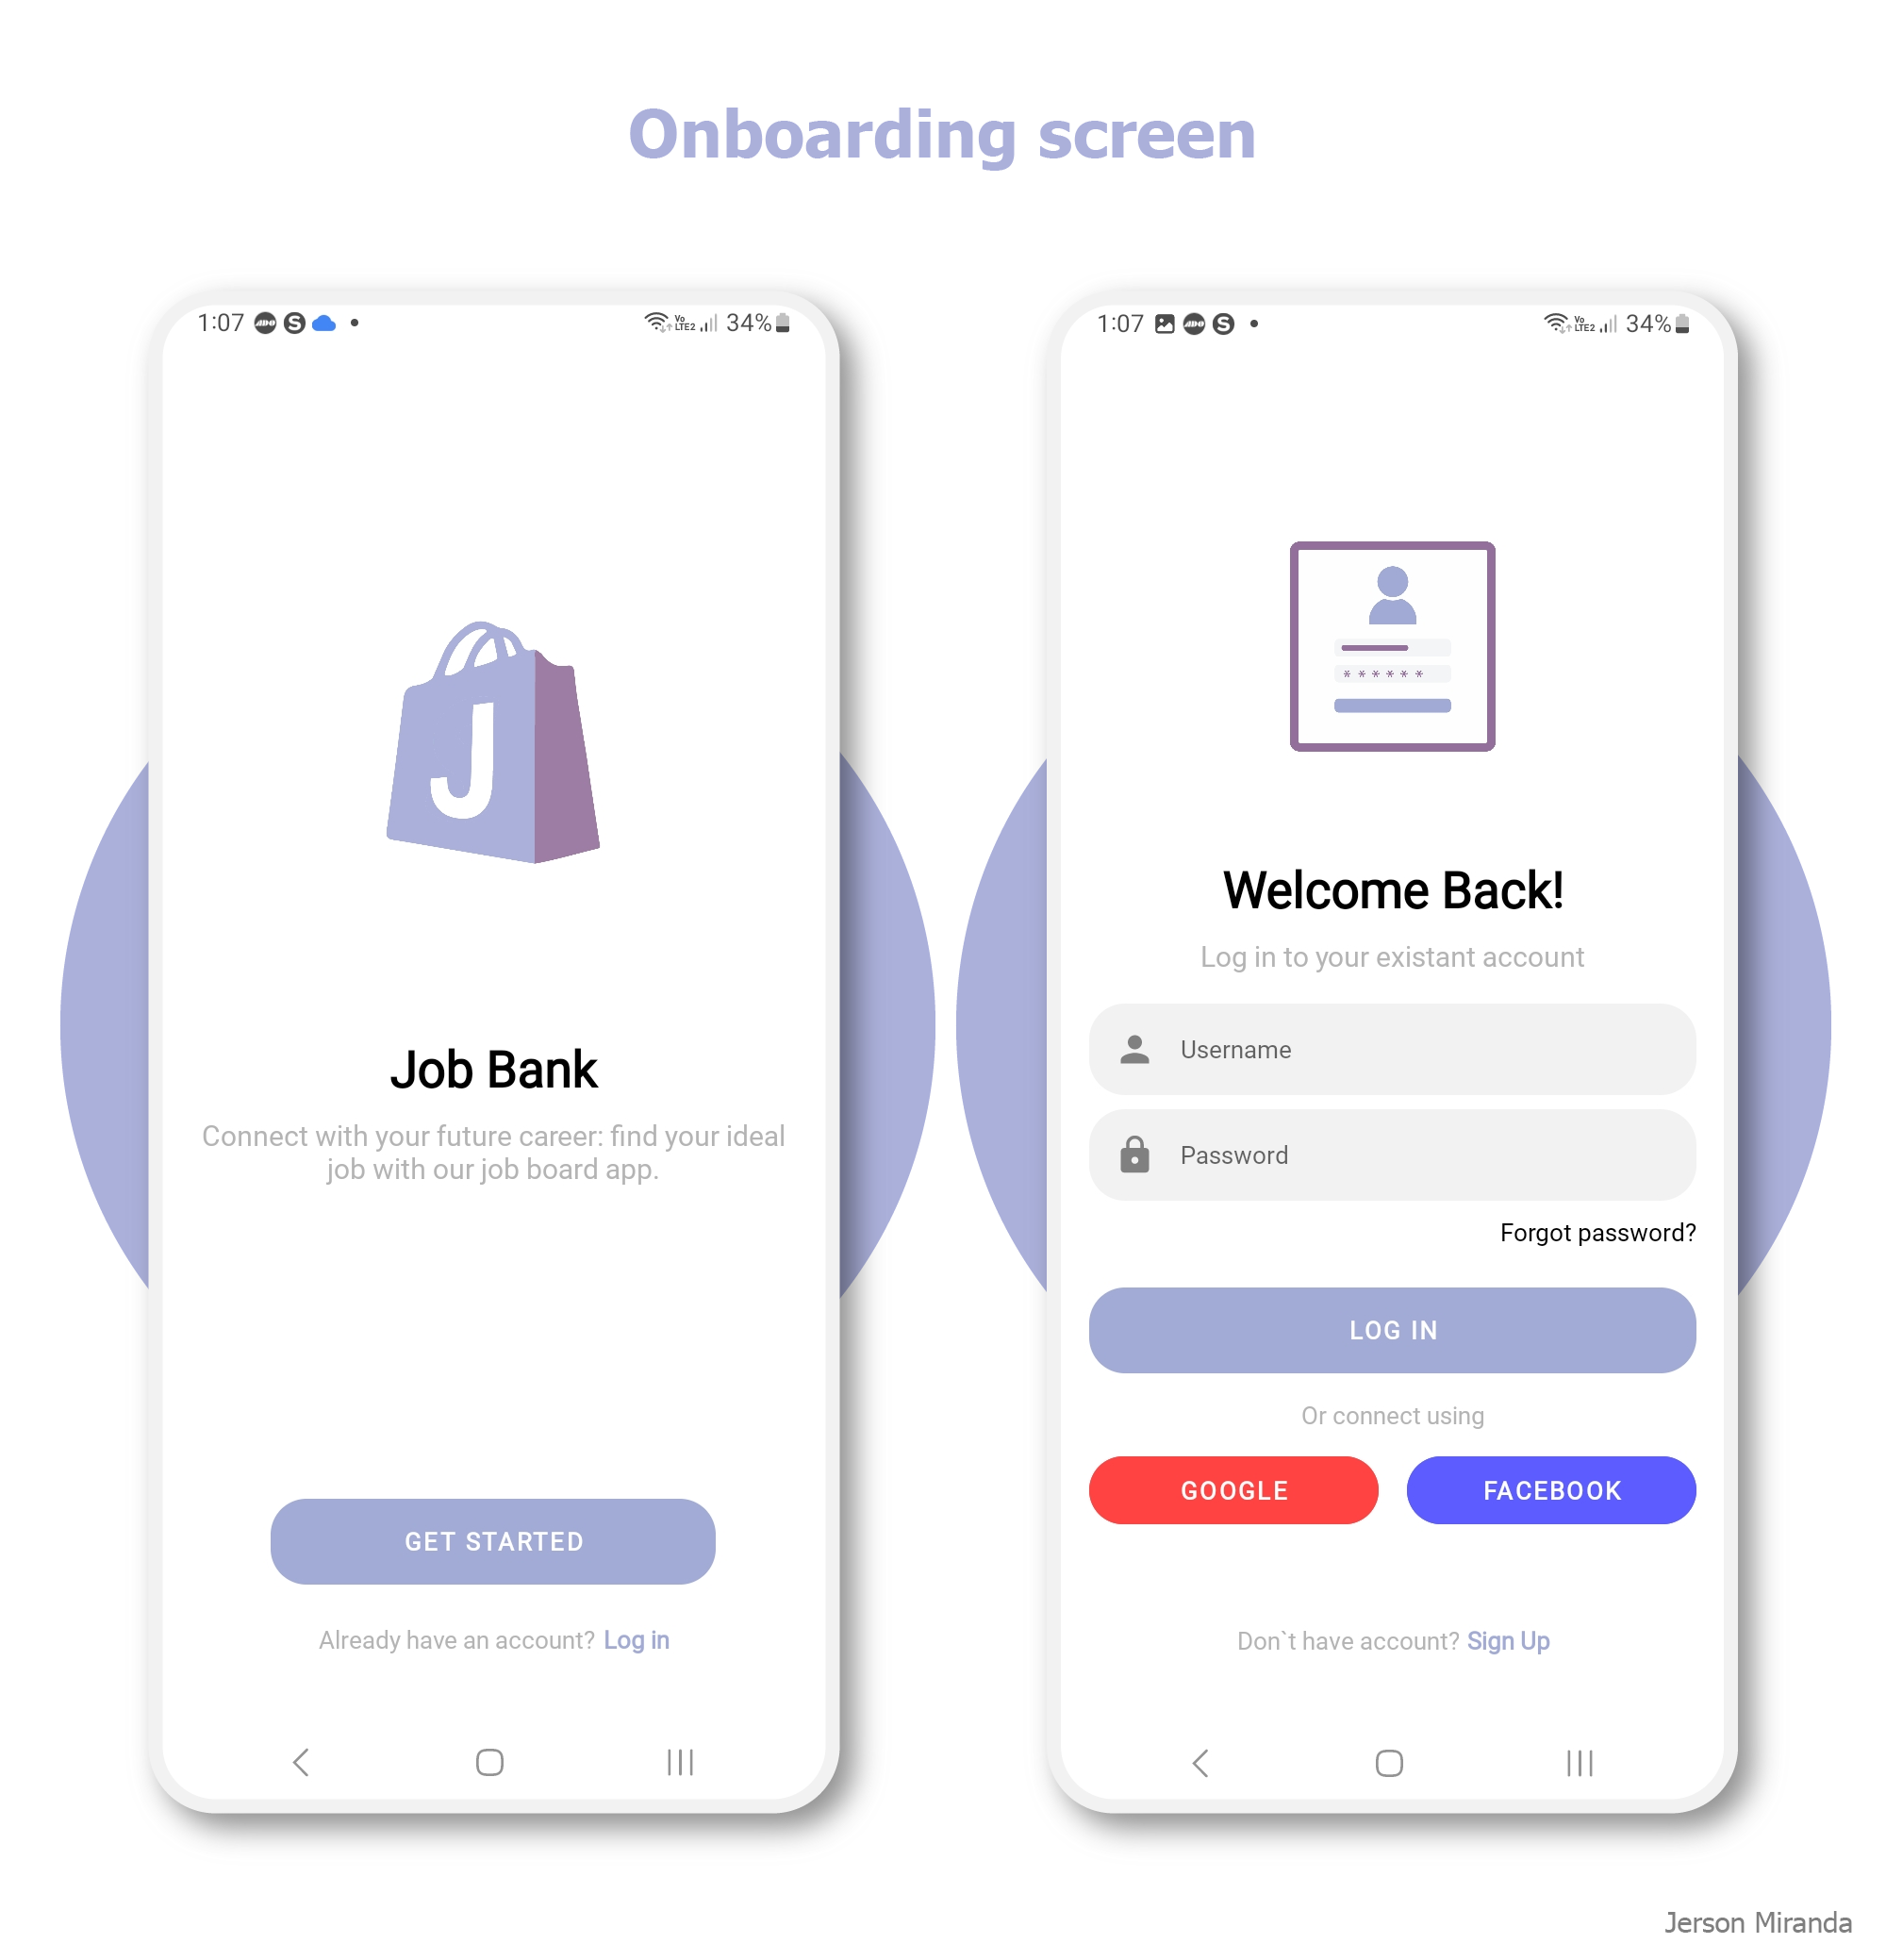 Onboarding screen
1:07 ADO S 34%
Vo
LTE2
J
Job Bank
Connect with your future career: find your ideal
job with our job board app.
GET STARTED
Already have an account? Log in
1:07 ADO S 34%
Vo
LTE2
* * * * * *
Welcome Back!
Log in to your existant account
Username
Password
Forgot password?
LOG IN
Or connect using
GOOGLE FACEBOOK
Don`t have account? Sign Up
Jerson Miranda